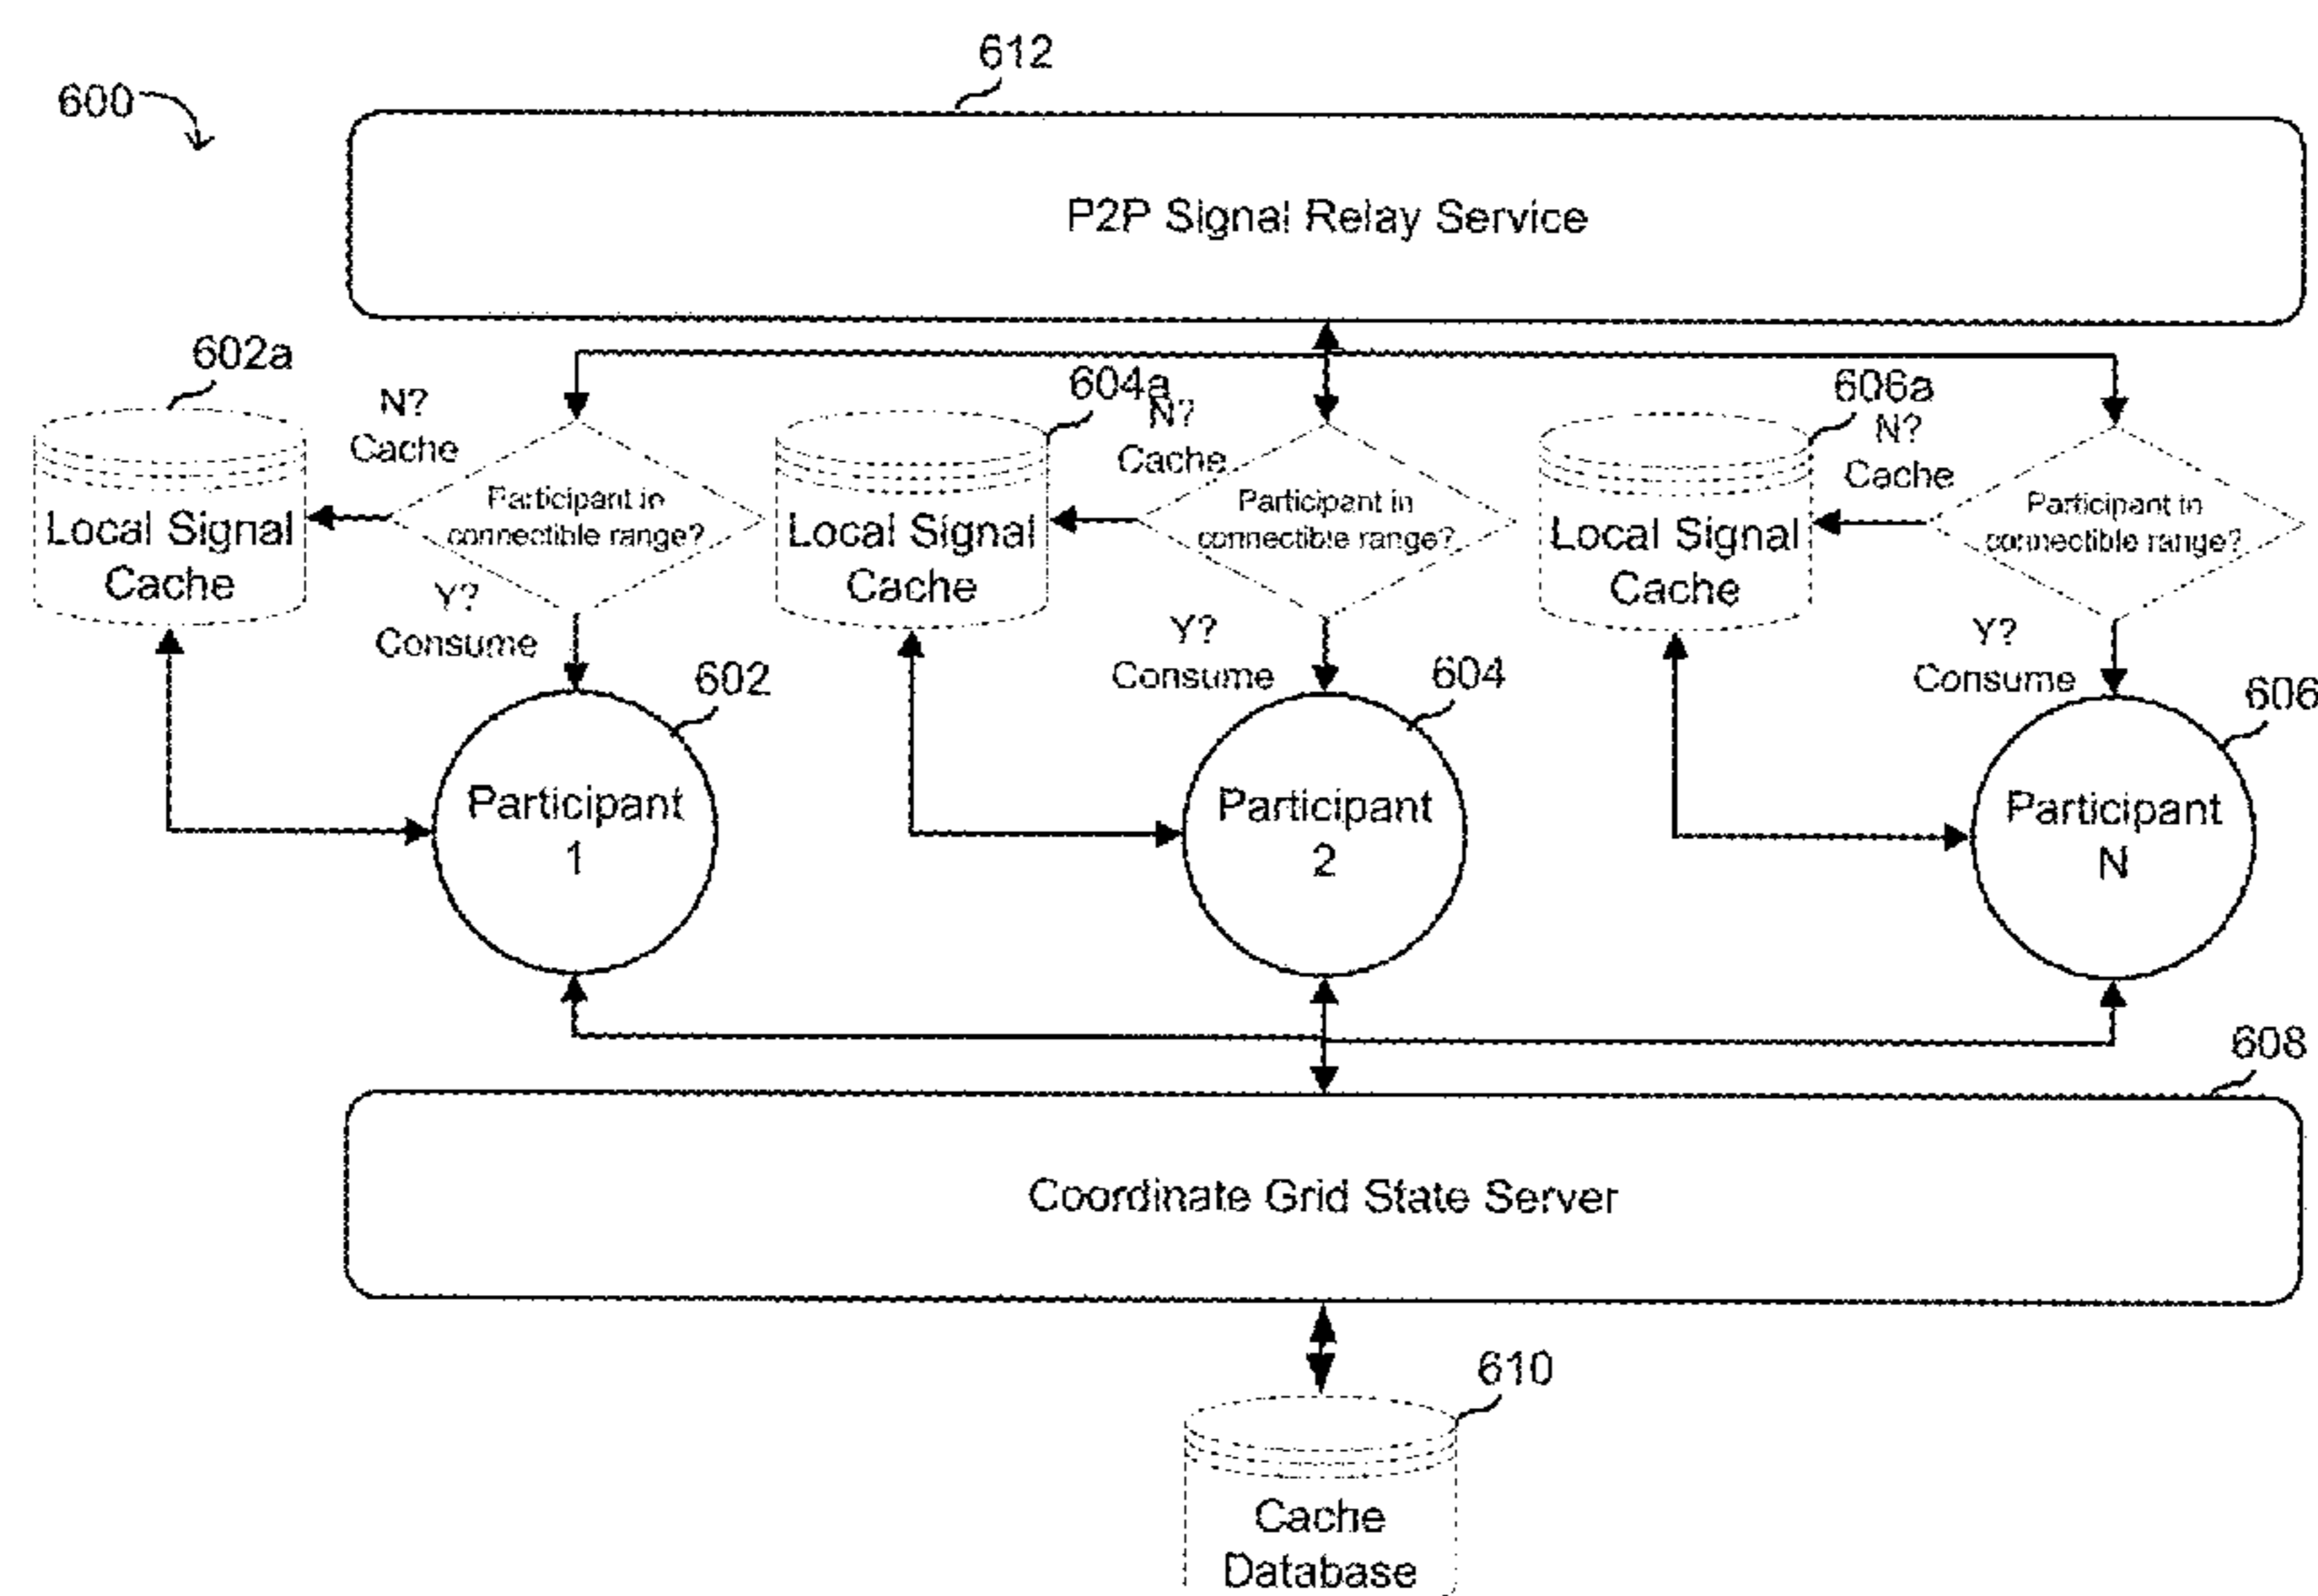 612
600
P2P Signal Relay Service
602a
604a
606a
N?
Cache
N?
Cache
N?
Cache
Participant in
connectible range?
Participant in
connectible range?
Participant in
connectible range?
Local Signal
Cache
Local Signal
Cache
Local Signal
Cache
Y?
Consume
Y?
Consume
Y?
Consume
602
604
606
Participant
1
Participant
2
Participant
N
608
Coordinate Grid State Server
610
Cache
Database